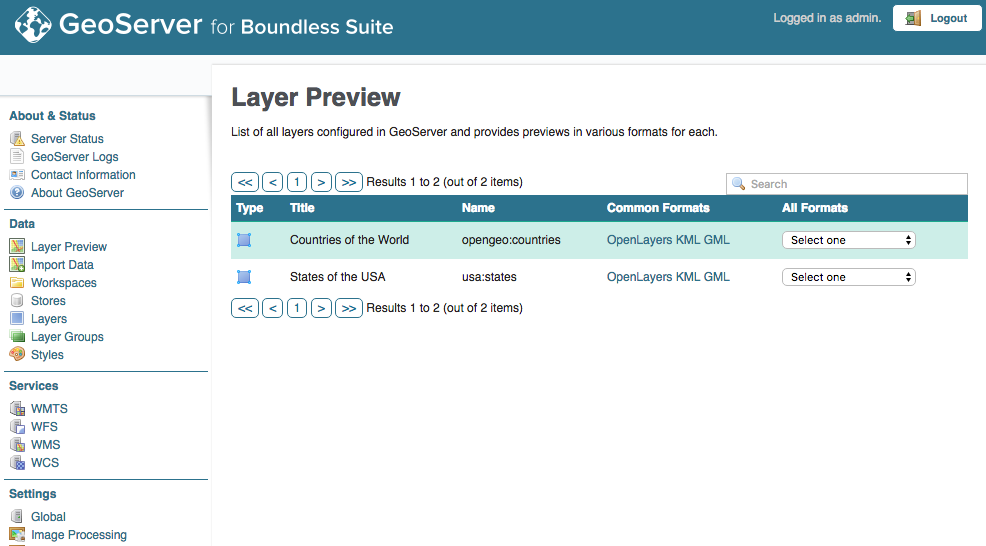 GeoServer for Boundless Suite
Logged in as admin.
Logout
About & Status
Server Status
GeoServer Logs
Contact Information
About GeoServer
Data
Layer Preview
Import Data
Workspaces
Stores
Layers
Layer Groups
Styles
Services
WMTS
WFS
WMS
WCS
Settings
Global
Image Processing
Layer Preview
List of all layers configured in GeoServer and provides previews in various formats for each.
<< < 1 > >> Results 1 to 2 (out of 2 items)
Search
Type Title Name Common Formats All Formats
Countries of the World opengeo:countries OpenLayers KML GML Select one
States of the USA usa:states OpenLayers KML GML Select one
<< < 1 > >> Results 1 to 2 (out of 2 items)